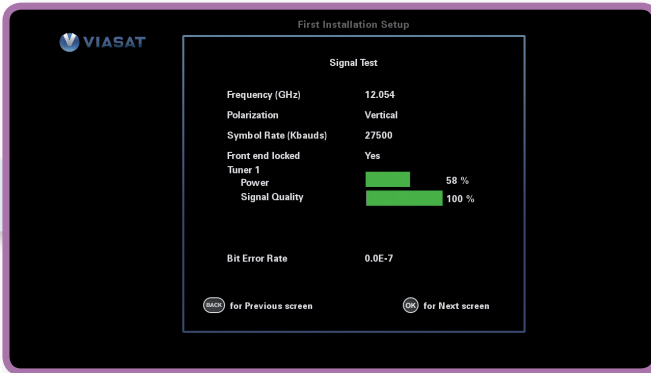 First Installation Setup
VIASAT
Signal Test
Frequency (GHz) 12.054
Polarization Vertical
Symbol Rate (Kbauds) 27500
Front end locked Yes
Tuner 1
Power 58 %
Signal Quality 100 %
Bit Error Rate 0.0E-7
BACK for Previous screen OK for Next screen